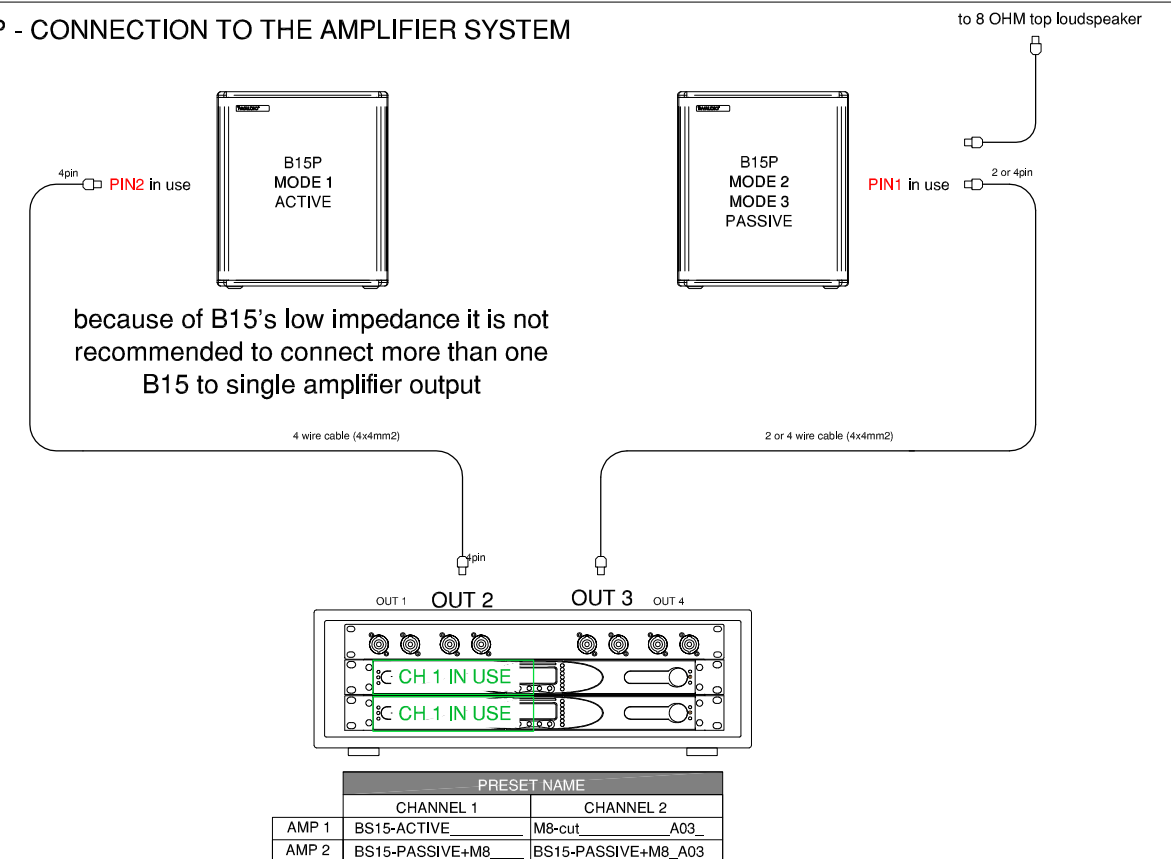 P - CONNECTION TO THE AMPLIFIER SYSTEM
to 8 OHM top loudspeaker
B15P
MODE 1
ACTIVE
4pin
PIN2 in use
B15P
MODE 2
MODE 3
PASSIVE
PIN1 in use
2 or 4pin
because of B15's low impedance it is not
recommended to connect more than one
B15 to single amplifier output
4 wire cable (4x4mm2)
2 or 4 wire cable (4x4mm2)
4pin
OUT 1 OUT 2 OUT 3 OUT 4
CH 1 IN USE
CH 1 IN USE
PRESET NAME
CHANNEL 1 CHANNEL 2
AMP 1 BS15-ACTIVE________ M8-cut__________A03_
AMP 2 BS15-PASSIVE+M8____ BS15-PASSIVE+M8_A03